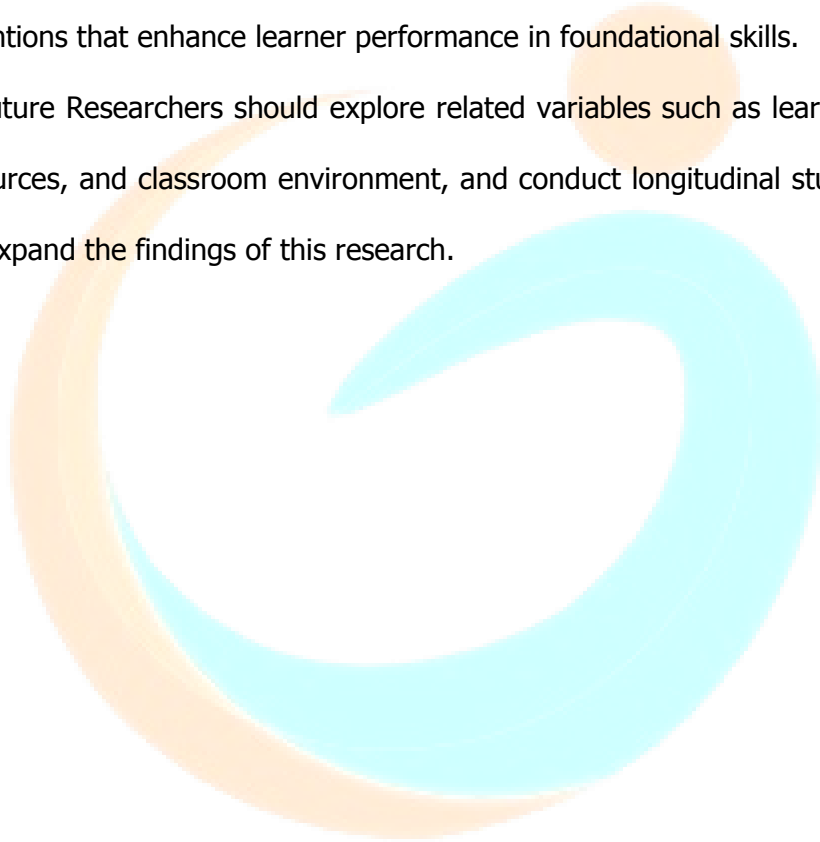 ntions that enhance learner performance in foundational skills.
uture Researchers should explore related variables such as lear
urces, and classroom environment, and conduct longitudinal stu
xpand the findings of this research.